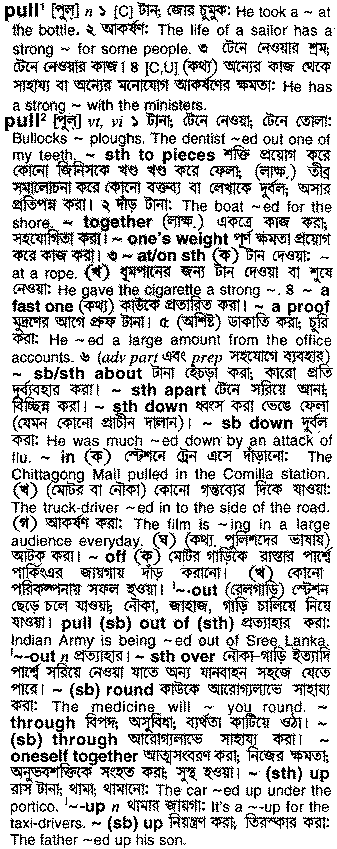 pull¹ [পুল্] n ১ [C] টান; জোর চুমুক: He took a ~ at
the bottle. ২ আকর্ষণ: The life of a sailor has a
strong ~ for some people. ৩ টেনে নেওয়ার শ্রম;
টেনে নেওয়ার কাজ। ৪ [C,U] (কথ্য) অন্যের কাজ থেকে
সাহায্য বা অন্যের মনোযোগ আকর্ষণের ক্ষমতা: He has
a strong ~ with the ministers.
pull² [পুল্] vt, vi ১ টানা; টেনে নেওয়া; টেনে তোলা:
Bullocks ~ ploughs. The dentist ~ed out one of
my teeth. ~ sth to pieces শক্তি প্রয়োগ করে
কোনো জিনিসকে খণ্ড খণ্ড করে ফেলা; (লাক্ষ.) তীব্র
সমালোচনা করে কোনো বক্তব্য বা লেখাকে দুর্বল; অসার
প্রতিপন্ন করা। ২ দাঁড় টানা: The boat ~ed for the
shore. ~ together (লাক্ষ.) একত্রে কাজ করা;
সহযোগিতা করা। ~ one's weight পূর্ণ ক্ষমতা প্রয়োগ
করে কাজ করা। ৩ ~ at/on sth (ক) টান দেওয়া: ~
at a rope. (খ) ধূমপানের জন্য টান দেওয়া বা শুষে
নেওয়া: He gave the cigarette a strong ~. ৪ ~ a
fast one (কথ্য) কাউকে প্রতারিত করা। ~ a proof
মুদ্রণের আগে প্রুফ টানা। ৫ (অশিষ্ট) ডাকাতি করা; চুরি
করা: He ~ed a large amount from the office
accounts. ৬ (adv part এবং prep সহযোগে ব্যবহার)
~ sb/sth about টানা হেঁচড়া করা; কারো প্রতি
দুর্ব্যবহার করা। ~ sth apart টেনে সরিয়ে আনা;
বিচ্ছিন্ন করা। ~ sth down ধ্বংস করা ভেঙে ফেলা
(যেমন কোনো প্রাচীন দালান)। ~ sb down দুর্বল
করা: He was much ~ed down by an attack of
flu. ~ in (ক) স্টেশনে ট্রেন এসে দাঁড়ানো: The
Chittagong Mail pulled in the Comilla station.
(খ) (মোটর বা নৌকা) কোনো গন্তব্যের দিকে যাওয়া:
The truck-driver ~ed in to the side of the road.
(গ) আকর্ষণ করা: The film is ~ing in a large
audience everyday. (ঘ) (কথ্য, পুলিশদের ভাষায়)
আটক করা। ~ off (ক) মোটর গাড়িকে রাস্তার পার্শ্বে
পার্কিংএর জায়গায় দাঁড় করানো। (খ) কোনো
পরিকল্পনায় সফল হওয়া। ˈ~-out (রেলগাড়ি) স্টেশন
ছেড়ে চলে যাওয়া; নৌকা, জাহাজ, গাড়ি চালিয়ে নিয়ে
যাওয়া। pull (sb) out of (sth) প্রত্যাহার করা:
Indian Army is being ~ed out of Sree Lanka.
ˈ~-out n প্রত্যাহার। ~ sth over নৌকা-গাড়ি ইত্যাদি
পার্শ্বে সরিয়ে নেওয়া যাতে অন্য যানবাহন সহজে যেতে
পারে। ~ (sb) round কাউকে আরোগ্যলাভে সাহায্য
করা: The medicine will ~ you round. ~
through বিপদ, অসুবিধা, ব্যর্থতা কাটিয়ে ওঠা। ~
(sb) through আরোগ্যলাভে সাহায্য করা। ~
oneself together আত্মসংবরণ করা; নিজের ক্ষমতা,
অনুভবশক্তিকে সংহত করা; সুস্থ হওয়া। ~ (sth) up
রাস টানা; থামা; থামানো: The car ~ed up under the
portico. ˈ~-up n থামার জায়গা: It's a ~-up for the
taxi-drivers. ~ (sb) up নিয়ন্ত্রণ করা; তিরস্কার করা:
The father ~ed up his son.